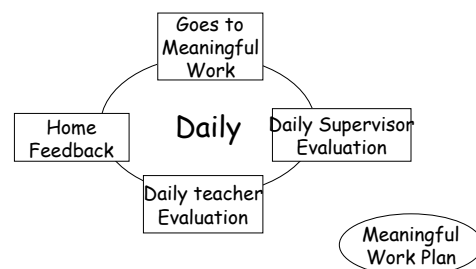 Goes to
Meaningful
Work
Daily
Daily Supervisor
Evaluation
Home
Feedback
Daily teacher
Evaluation
Meaningful
Work Plan